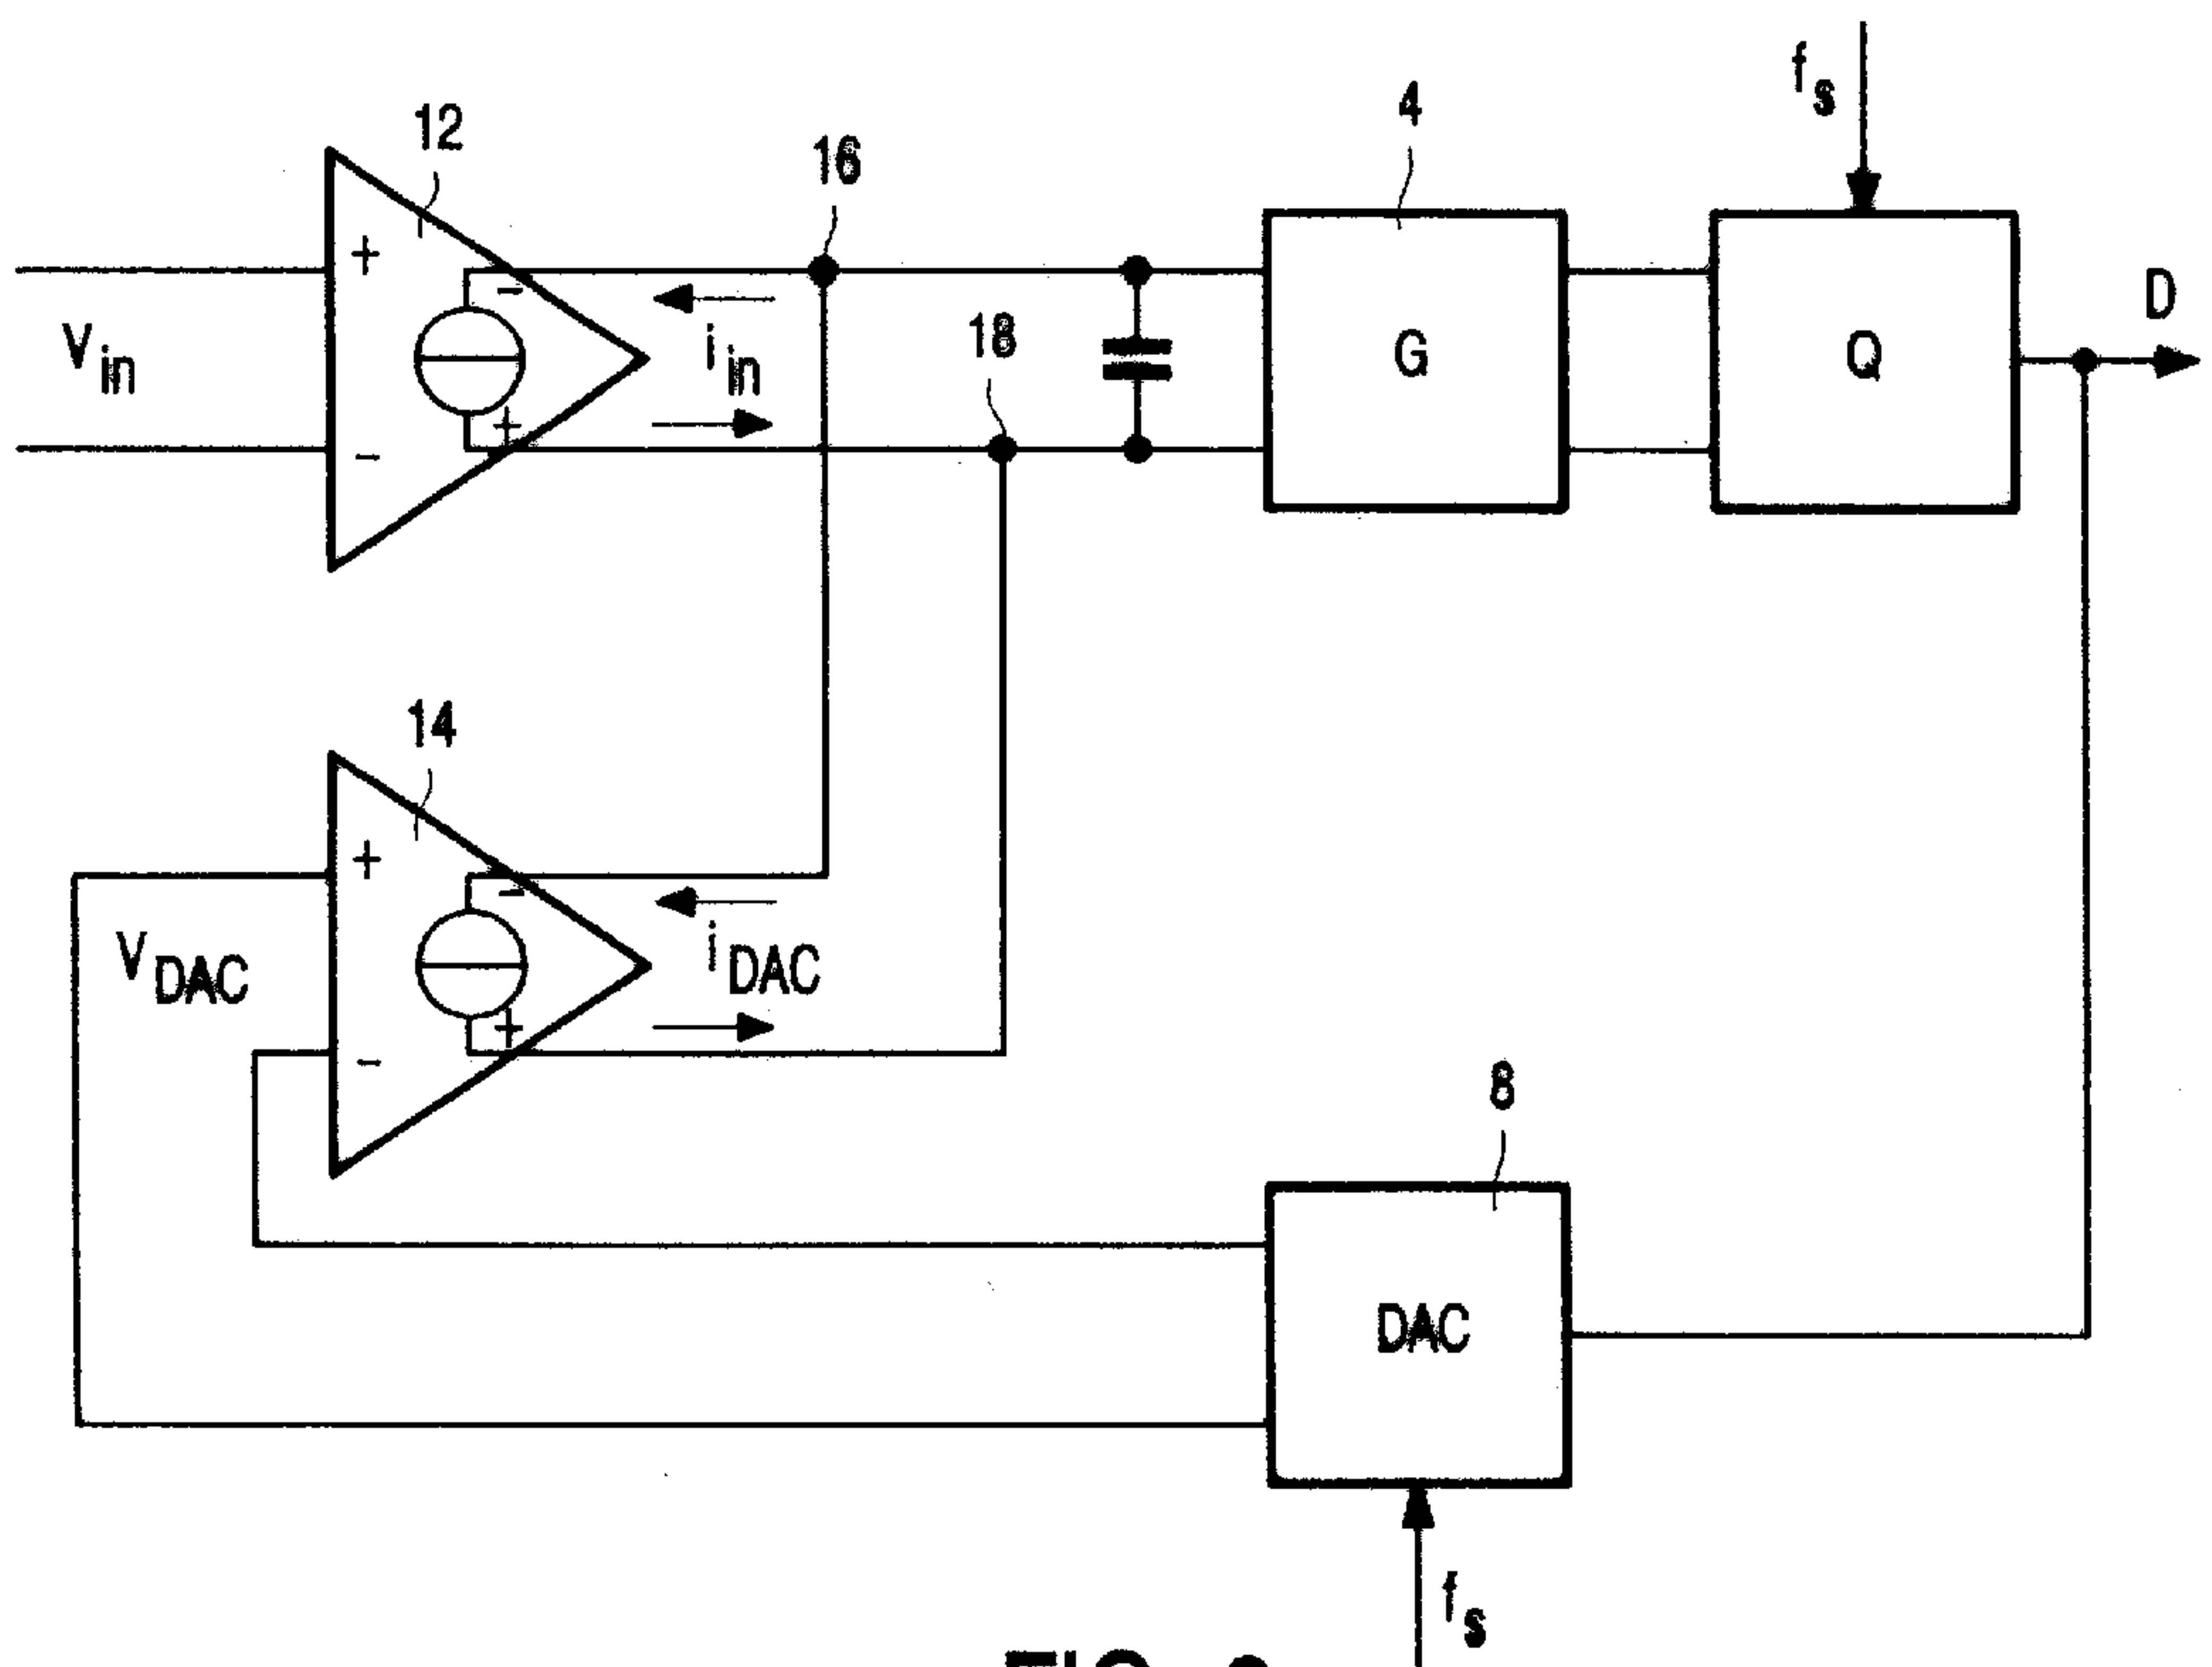 f_s
4
12
16
+
-
V_in
i_in
18
G
Q
D
+
-
14
+
-
V_DAC
i_DAC
+
-
8
DAC
f_s